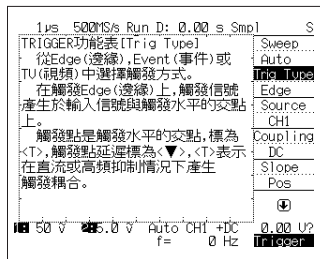 1μs 500MS/s Run D: 0.00 s Smpl S
TRIGGER功能表[Trig Type]
從Edge(邊緣),Event(事件)或
TV(視頻)中選擇觸發方式。
在觸發Edge(邊緣)上,觸發信號
產生於輸入信號與觸發水平的交點
上。
觸發點是觸發水平的交點,標為
<T>,觸發點延遲標為<▼>,<T>表示
在直流或高頻抑制情況下產生
觸發耦合。
Sweep
Auto
Trig Type
Edge
Source
CH1
Coupling
DC
Slope
Pos
50 V 5.0 V Auto CH1 +DC 0.00 V?
f= 0 Hz Trigger